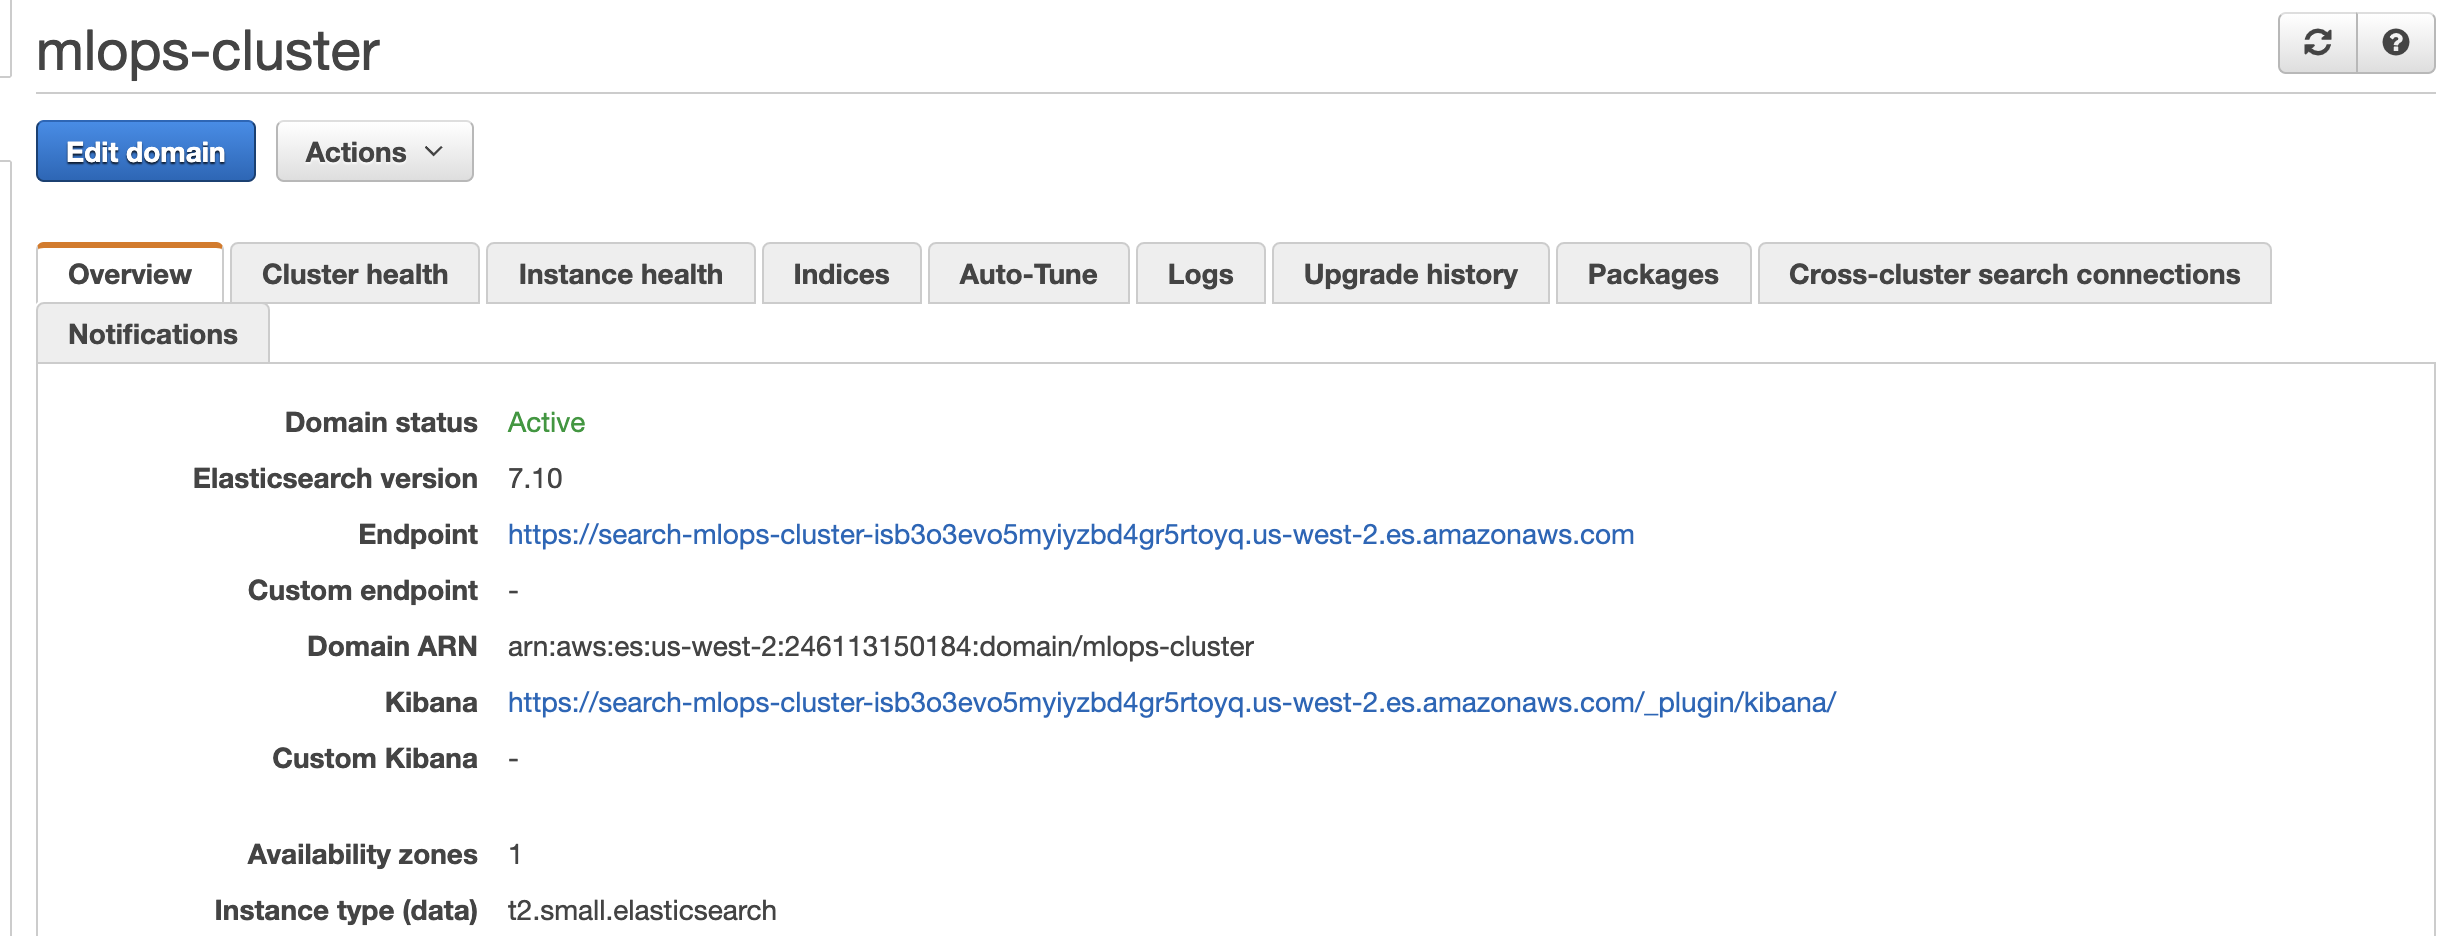 mlops-cluster
Edit domain Actions
Overview Cluster health Instance health Indices Auto-Tune Logs Upgrade history Packages Cross-cluster search connections
Notifications
Domain status Active
Elasticsearch version 7.10
Endpoint https://search-mlops-cluster-isb3o3evo5myiyzbd4gr5rtoyq.us-west-2.es.amazonaws.com
Custom endpoint -
Domain ARN arn:aws:es:us-west-2:246113150184:domain/mlops-cluster
Kibana https://search-mlops-cluster-isb3o3evo5myiyzbd4gr5rtoyq.us-west-2.es.amazonaws.com/_plugin/kibana/
Custom Kibana -
Availability zones 1
Instance type (data) t2.small.elasticsearch